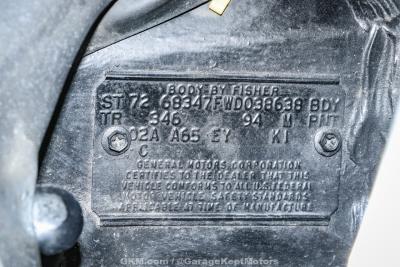 BODY BY FISHER
ST 72 68347FWD038638 BDY
TR 346 94 M PNT
02A A65 EY KI
C
GENERAL MOTORS CORPORATION
CERTIFIES TO THE DEALER THAT THIS
VEHICLE CONFORMS TO ALL U.S. FEDERAL
MOTOR VEHICLE SAFETY STANDARDS
APPLICABLE AT TIME OF MANUFACTURE
GKM.com - @GarageKeptMotors